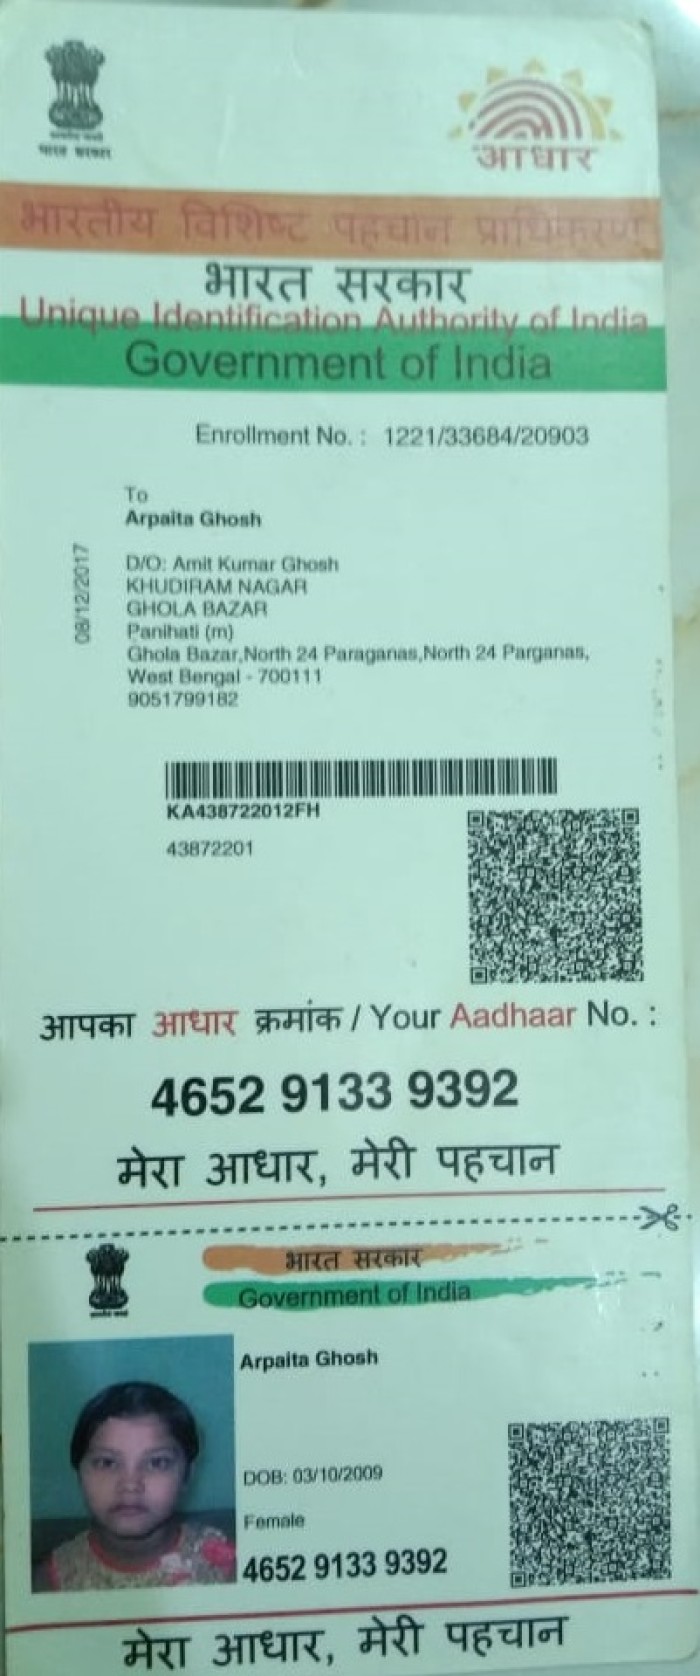 भारत सरकार
आधार
भारतीय विशिष्ट पहचान प्राधिकरण
भारत सरकार
Unique Identification Authority of India
Government of India
Enrollment No. : 1221/33684/20903
To
Arpaita Ghosh
08/12/2017
D/O: Amit Kumar Ghosh
KHUDIRAM NAGAR
GHOLA BAZAR
Panihati (m)
Ghola Bazar,North 24 Paraganas,North 24 Parganas,
West Bengal - 700111
9051799182
KA438722012FH
43872201
आपका आधार क्रमांक / Your Aadhaar No. :
4652 9133 9392
मेरा आधार, मेरी पहचान
भारत सरकार
Government of India
Arpaita Ghosh
DOB: 03/10/2009
Female
4652 9133 9392
मेरा आधार, मेरी पहचान